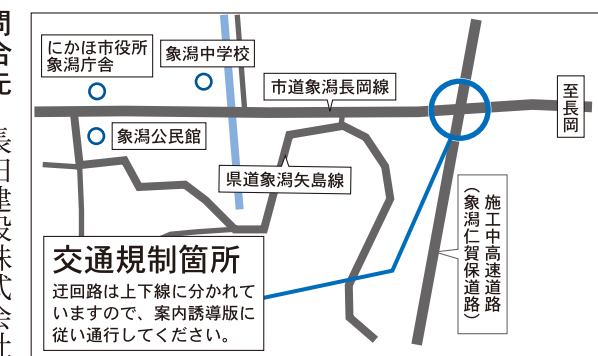 問合元 長田建設株式会社
にかほ市役所
象潟庁舎
象潟中学校
市道象潟長岡線
至長岡
象潟公民館
県道象潟矢島線
施工中高速道路
（象潟仁賀保道路）
交通規制箇所
迂回路は上下線に分かれて
いますので、案内誘導版に
従い通行してください。